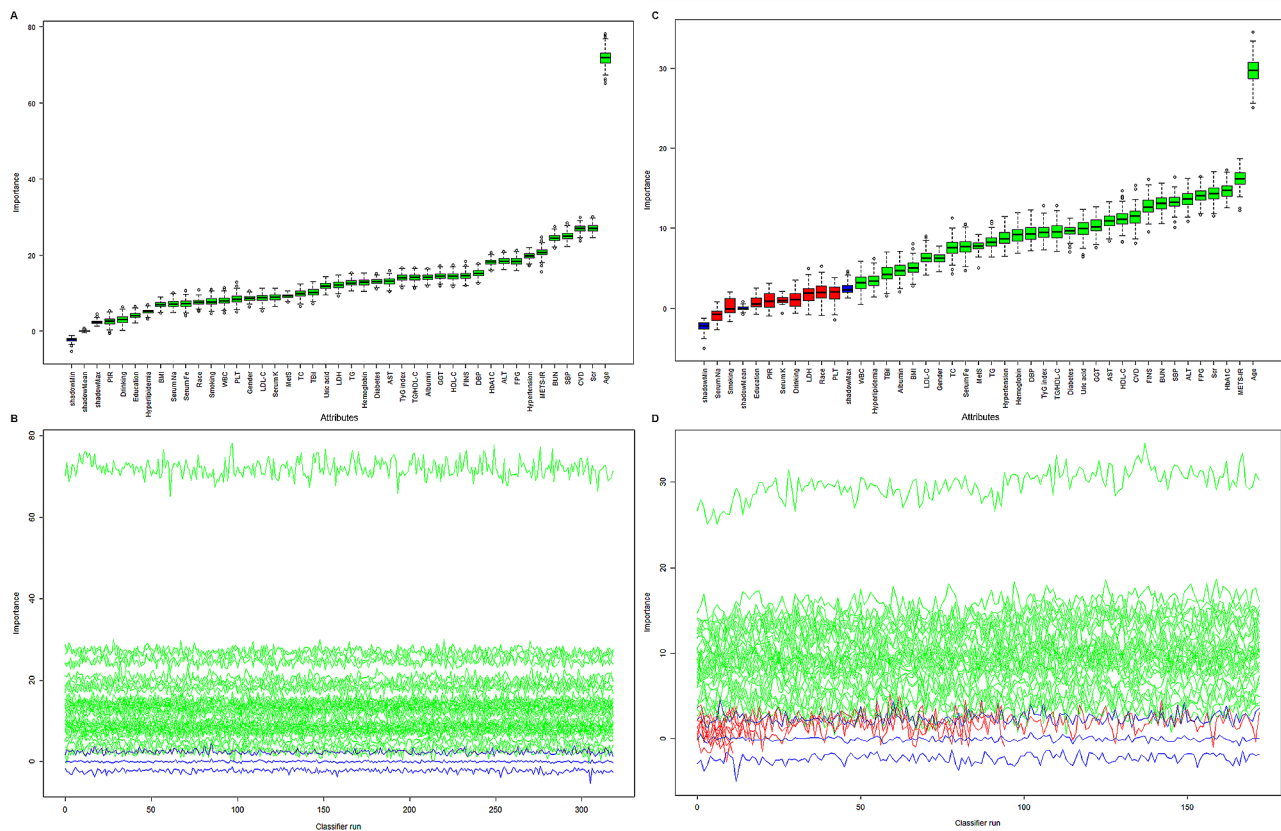 A
80
60
40
20
0
Importance
shadowMin
shadowMean
shadowMax
PIR
Drinking
Education
Hyperlipidemia
BMI
Serum Na
Serum Fe
Race
Smoking
WBC
PLT
Gender
LDL-C
Serum K
MetS
TC
TBil
Uric acid
LDH
TG
Hemoglobin
Diabetes
AST
TyG index
TG/HDL-C
Albumin
GGT
HDL-C
FINS
DBP
HbA1C
ALT
FPG
Hypertension
METS-IR
BUN
SBP
CVD
Scr
Age
Attributes
C
30
20
10
0
Importance
shadowMin
Serum Na
Smoking
shadowMean
Education
PIR
Serum K
Drinking
LDH
Race
PLT
shadowMax
WBC
Hyperlipidemia
TBil
Albumin
BMI
LDL-C
Gender
TC
Serum Fe
MetS
TG
Hypertension
Hemoglobin
DBP
TyG index
TG/HDL-C
Diabetes
Uric acid
GGT
AST
HDL-C
CVD
FINS
BUN
SBP
ALT
FPG
Scr
HbA1C
METS-IR
Age
Attributes
B
80
60
40
20
0
Importance
0 50 100 150 200 250 300
Classifier run
D
30
20
10
0
Importance
0 50 100 150
Classifier run